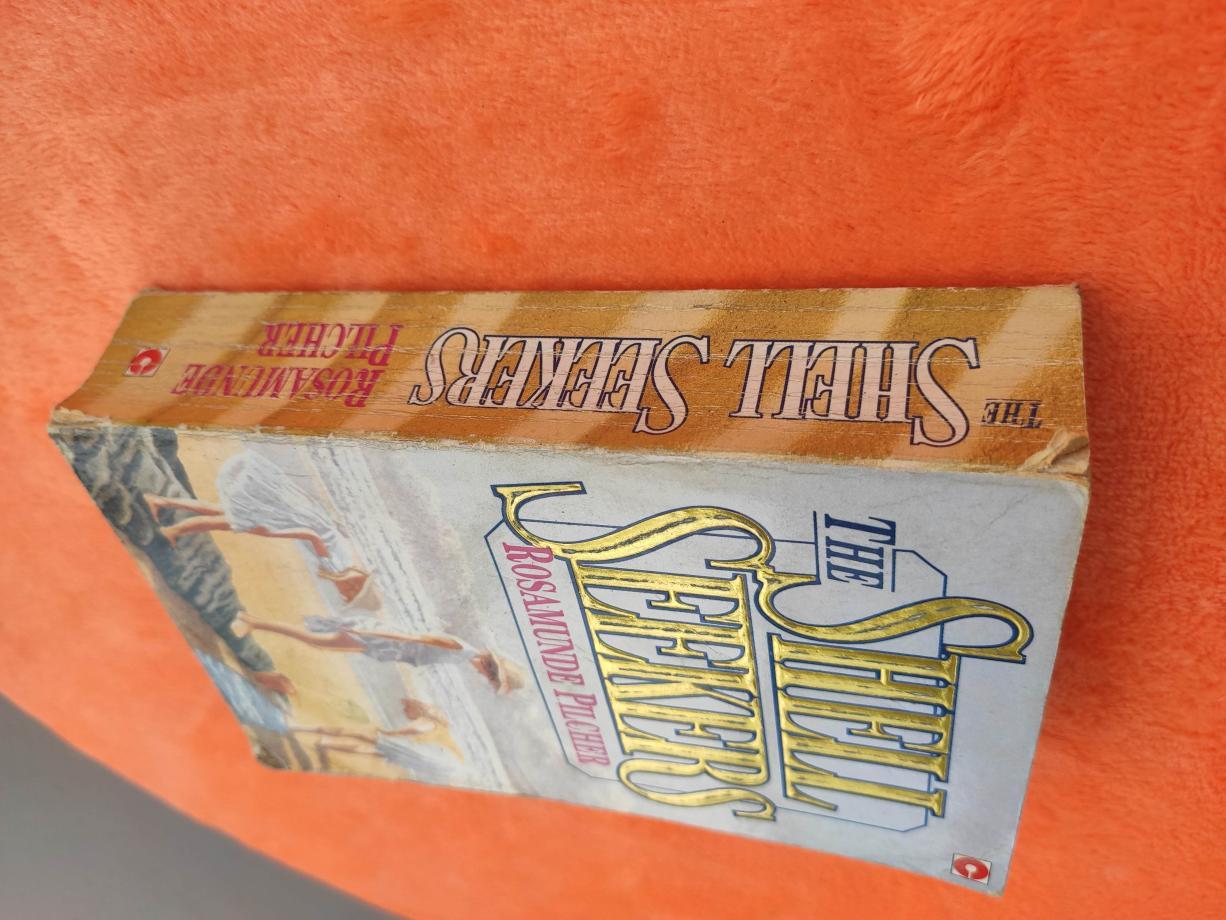 THE
SHELL
SEEKERS
ROSAMUNDE PILCHER
THE
SHELL SEEKERS
ROSAMUNDE
PILCHER